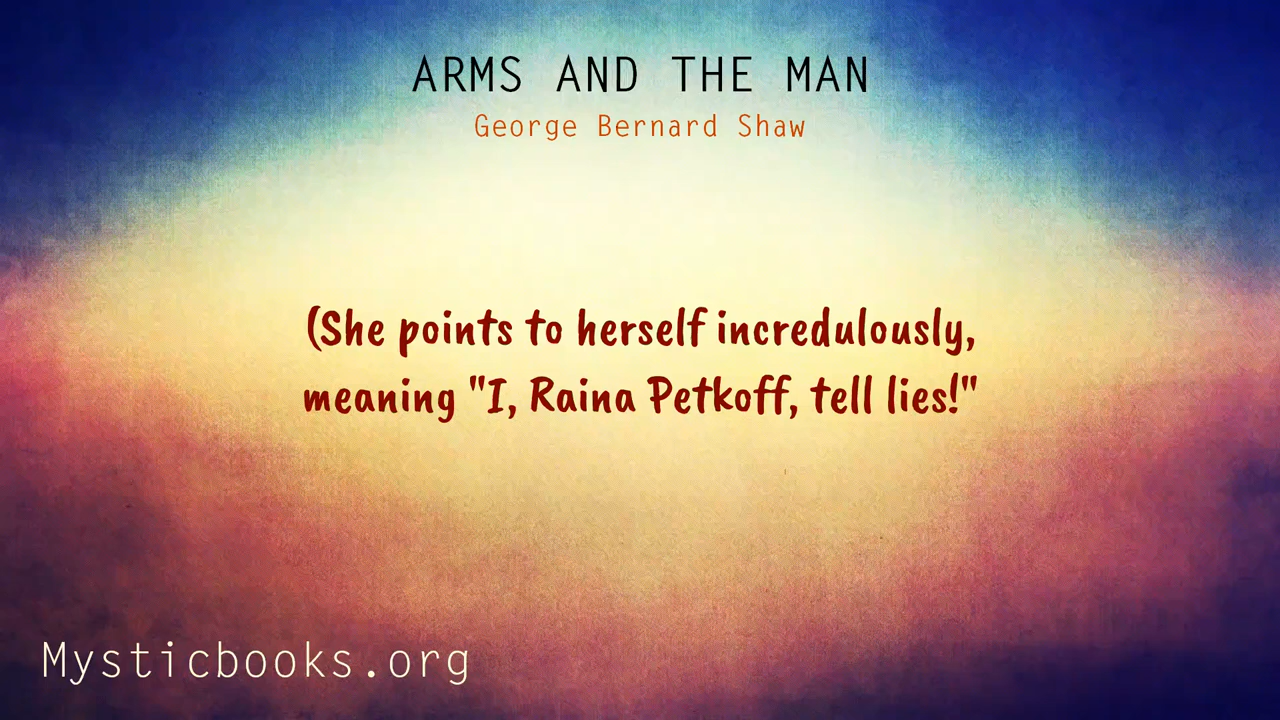 ARMS AND THE MAN
George Bernard Shaw
(She points to herself incredulously,
meaning "I, Raina Petkoff, tell lies!"
Mysticbooks.org